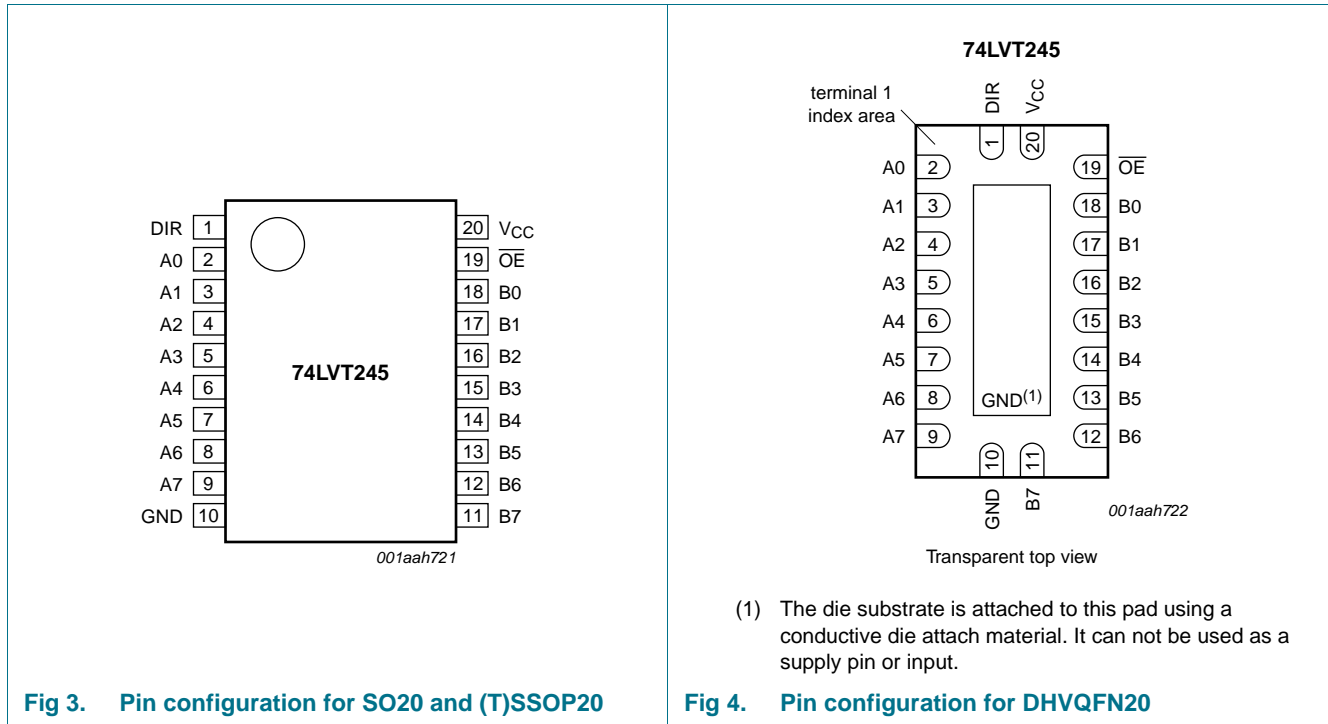 DIR 1
A0 2
A1 3
A2 4
A3 5
A4 6
A5 7
A6 8
A7 9
GND 10
74LVT245
20 VCC
19 OE
18 B0
17 B1
16 B2
15 B3
14 B4
13 B5
12 B6
11 B7
001aah721
Fig 3. Pin configuration for SO20 and (T)SSOP20
74LVT245
terminal 1
index area
DIR 1
VCC 20
A0 2
A1 3
A2 4
A3 5
A4 6
A5 7
A6 8
A7 9
GND(1)
19 OE
18 B0
17 B1
16 B2
15 B3
14 B4
13 B5
12 B6
GND 10
B7 11
001aah722
Transparent top view
(1) The die substrate is attached to this pad using a
conductive die attach material. It can not be used as a
supply pin or input.
Fig 4. Pin configuration for DHVQFN20